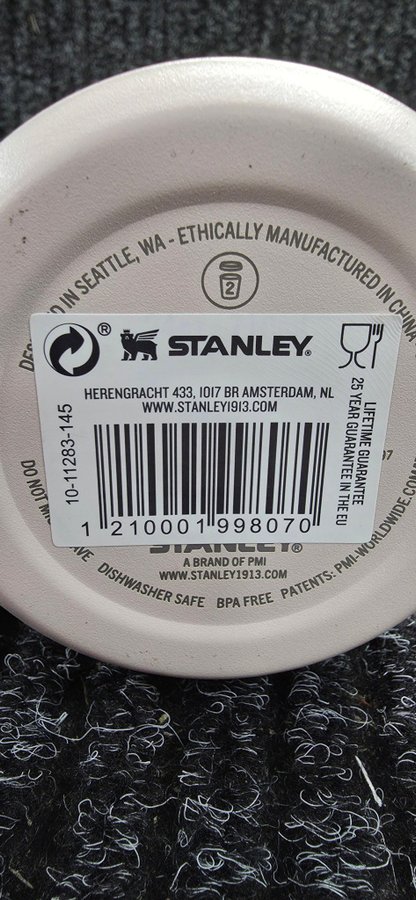 IN SEATTLE, WA - ETHICALLY MANUFACTURED IN CHINA
2
® STANLEY®
HERENGRACHT 433, 1017 BR AMSTERDAM, NL
WWW.STANLEY1913.COM
10-11283-145
LIFETIME GUARANTEE
25 YEAR GUARANTEE IN THE EU
1 210001 998070
97
DO NOT
STANLEY®
A BRAND OF PMI
WWW.STANLEY1913.COM
DISHWASHER SAFE BPA FREE PATENTS: PMI-WORLDWIDE.COM